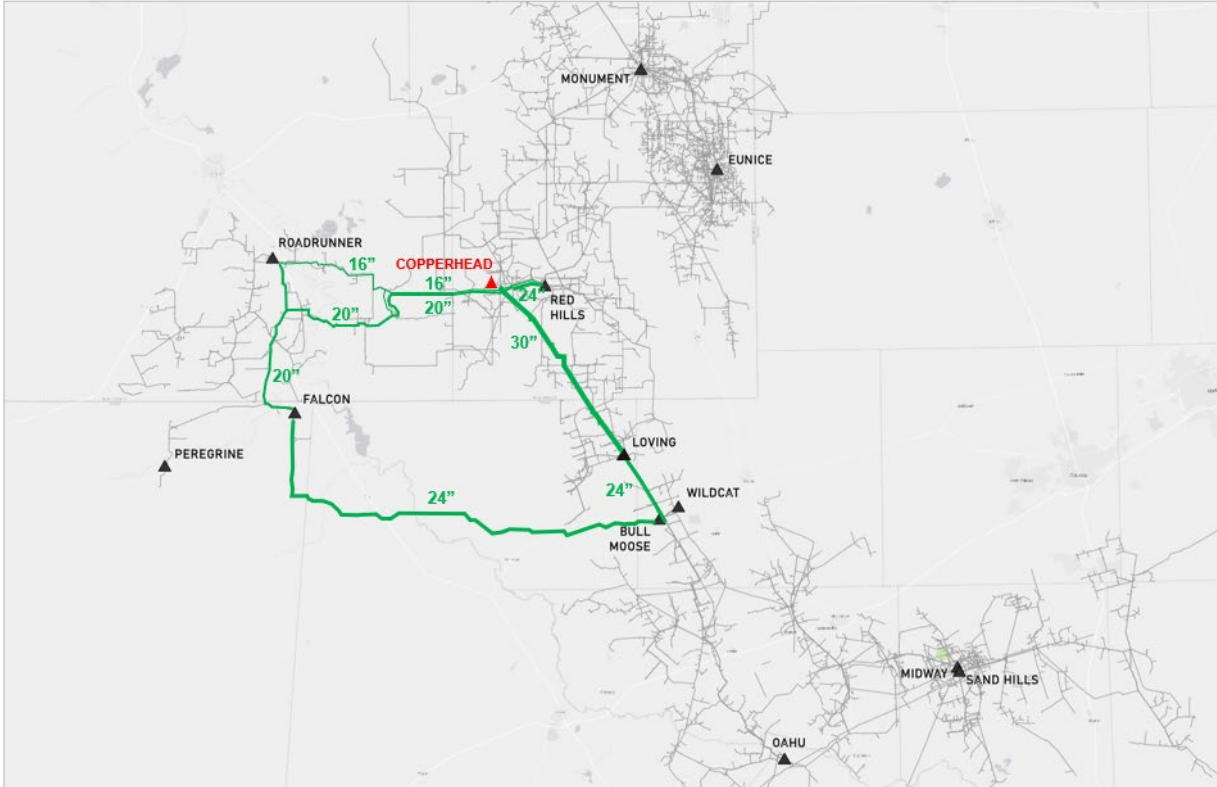 MONUMENT
EUNICE
ROADRUNNER
16”
COPPERHEAD
16”
24”
RED
HILLS
20”
20”
30”
20”
FALCON
LOVING
PEREGRINE
24”
24”
WILDCAT
BULL
MOOSE
MIDWAY
SAND HILLS
OAHU